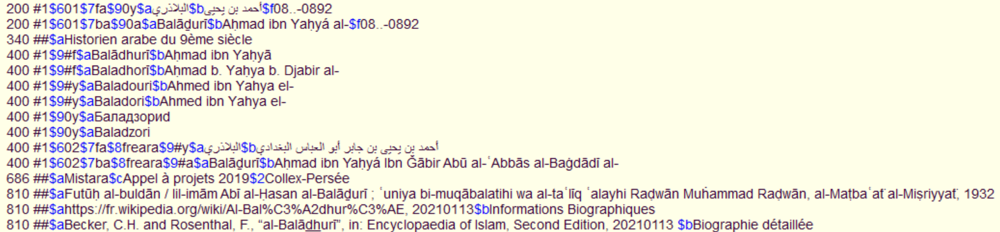 200 #1$601$7fa$90y$aالبلاذري$bأحمد بن يحيى$f08..-0892
200 #1$601$7ba$90a$aBalāḏurī$bAḥmad ibn Yaḥyá al-$f08..-0892
340 ##$aHistorien arabe du 9ème siècle
400 #1$9#f$aBalādhurī$bAḥmad ibn Yaḥyā
400 #1$9#f$aBaladhorī$bAḥmad b. Yaḥya b. Djabir al-
400 #1$9#y$aBaladouri$bAhmed ibn Yahya el-
400 #1$9#y$aBaladori$bAhmed ibn Yahya el-
400 #1$90y$aБаладзориd
400 #1$90y$aBaladzori
400 #1$602$7fa$8freara$9#y$aالبلاذري$bأحمد بن يحيى بن جابر أبو العباس البغدادي
400 #1$602$7ba$8freara$9#a$aBalāḏurī$bAḥmad ibn Yaḥyá Ibn Ǧābir Abū al-ʿAbbās al-Baġdādī al-
686 ##$aMistara$cAppel à projets 2019$2Collex-Persée
810 ##$aFutūḥ al-buldān / lil-imām Abī al-Ḥasan al-Balāḏurī ; ʿuniya bi-muqābalatihi wa al-taʿlīq ʿalayhi Raḍwān Muḣammad Raḍwān, al-Maṭbaʿaẗ al-Miṣriyyaẗ, 1932
810 ##$ahttps://fr.wikipedia.org/wiki/Al-Bal%C3%A2dhur%C3%AE, 20210113$bInformations Biographiques
810 ##$aBecker, C.H. and Rosenthal, F., “al-Balādhurī”, in: Encyclopaedia of Islam, Second Edition, 20210113 $bBiographie détaillée